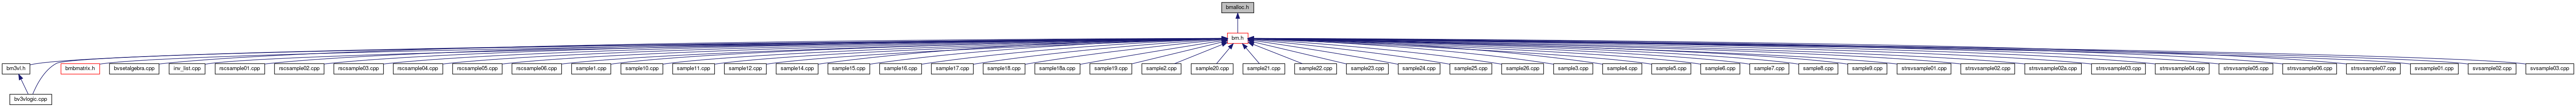 bmalloc.h
bm.h
bm3vl.h
bmbmatrix.h
bvsetalgebra.cpp
inv_list.cpp
rscsample01.cpp
rscsample02.cpp
rscsample03.cpp
rscsample04.cpp
rscsample05.cpp
rscsample06.cpp
sample1.cpp
sample10.cpp
sample11.cpp
sample12.cpp
sample14.cpp
sample15.cpp
sample16.cpp
sample17.cpp
sample18.cpp
sample18a.cpp
sample19.cpp
sample2.cpp
sample20.cpp
sample21.cpp
sample22.cpp
sample23.cpp
sample24.cpp
sample25.cpp
sample26.cpp
sample3.cpp
sample4.cpp
sample5.cpp
sample6.cpp
sample7.cpp
sample8.cpp
sample9.cpp
strsvsample01.cpp
strsvsample02.cpp
strsvsample02a.cpp
strsvsample03.cpp
strsvsample04.cpp
strsvsample05.cpp
strsvsample06.cpp
strsvsample07.cpp
svsample01.cpp
svsample02.cpp
svsample03.cpp
bv3vlogic.cpp